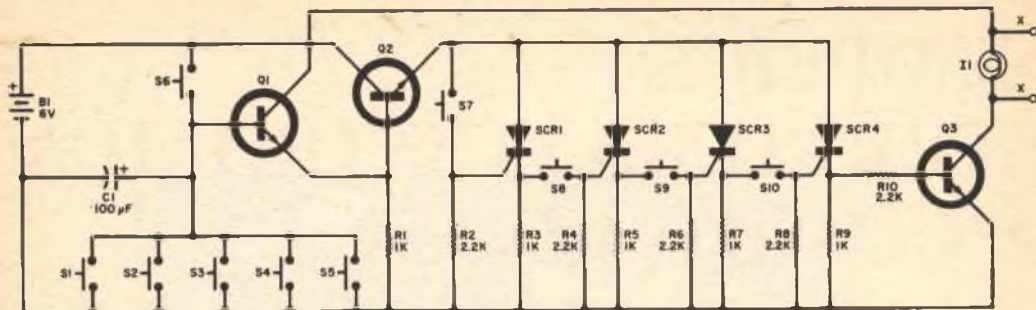 X
Q2
S6
Q1
I1
+
B1
6V
S7
X
SCR1
SCR2
SCR3
SCR4
Q3
+
C1
100 µF
S8
S9
S10
R10
2.2K
R1
1K
R2
2.2K
R3
1K
R4
2.2K
R5
1K
R6
2.2K
R7
1K
R8
2.2K
R9
1K
S1
S2
S3
S4
S5